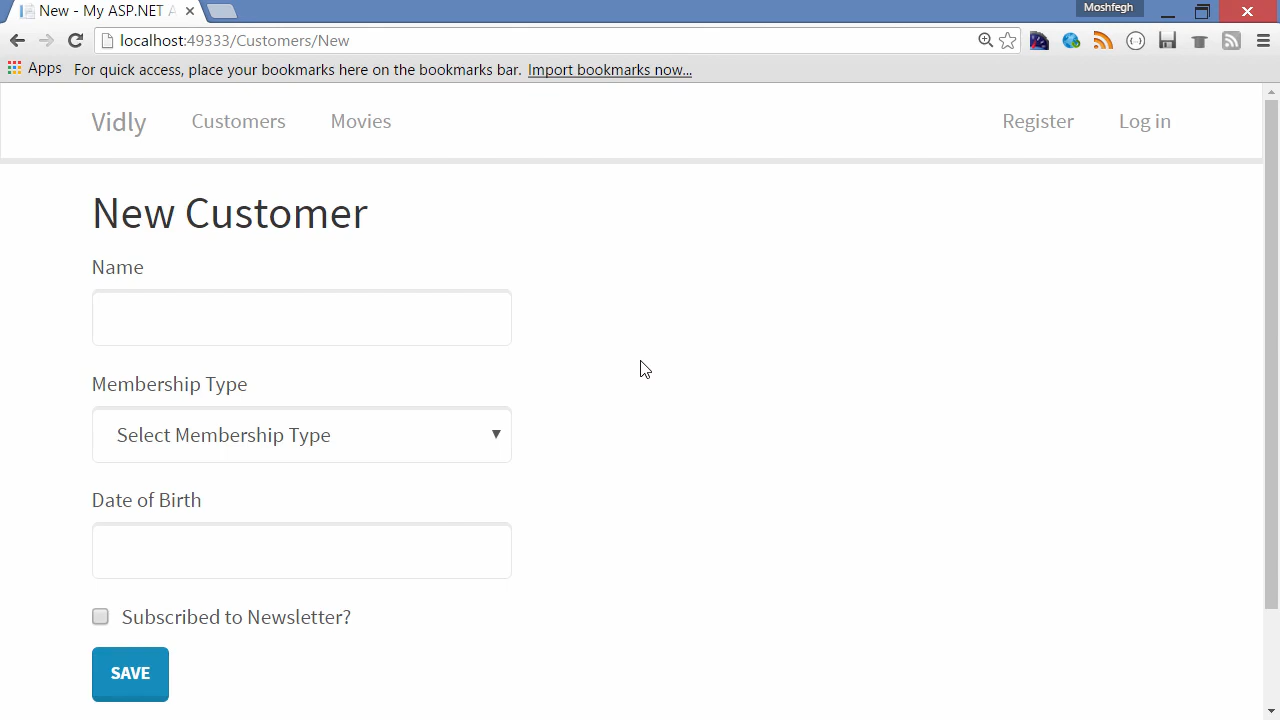 New - My ASP.NET A
Moshfegh
localhost:49333/Customers/New
Apps For quick access, place your bookmarks here on the bookmarks bar. Import bookmarks now...
Vidly Customers Movies Register Log in
New Customer
Name
Membership Type
Select Membership Type
Date of Birth
Subscribed to Newsletter?
SAVE